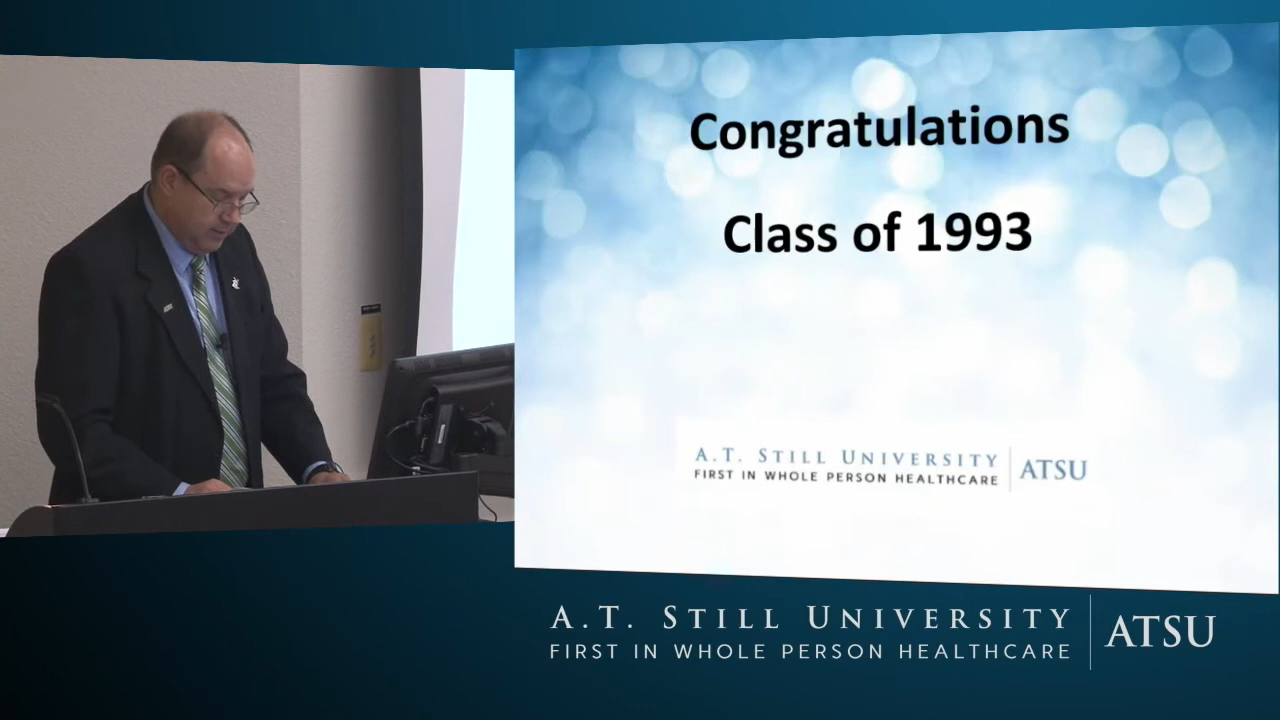 Congratulations
Class of 1993
A.T. STILL UNIVERSITY
FIRST IN WHOLE PERSON HEALTHCARE
ATSU
A.T. STILL UNIVERSITY
FIRST IN WHOLE PERSON HEALTHCARE
ATSU